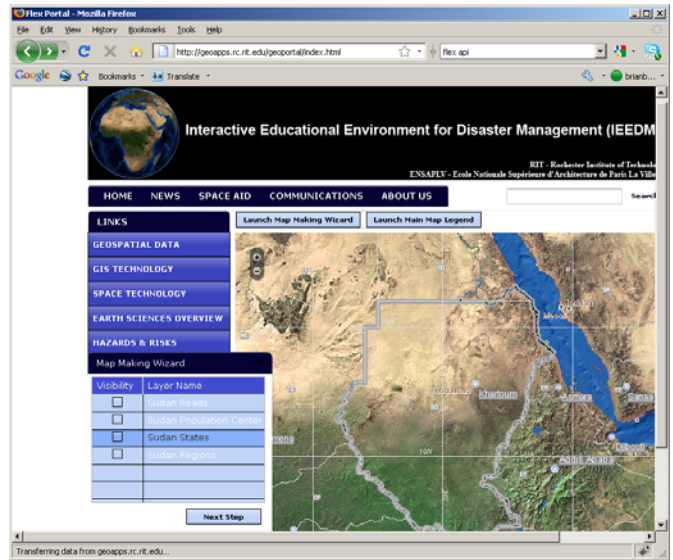 Flex Portal - Mozilla Firefox
File Edit View History Bookmarks Tools Help
http://geoapps.rc.rit.edu/geoportal/index.html
flex api
Google Bookmarks Translate brianb...
Interactive Educational Environment for Disaster Management (IEEDM
RIT - Rochester Institute of Technolo
ENSAPLV - Ecole Nationale Supérieure d'Architecture de Paris La Ville
HOME NEWS SPACE AID COMMUNICATIONS ABOUT US Search
LINKS
Launch Map Making Wizard Launch Main Map Legend
GEOSPATIAL DATA
GIS TECHNOLOGY
SPACE TECHNOLOGY
EARTH SCIENCES OVERVIEW
HAZARDS & RISKS
Map Making Wizard
Visibility Layer Name
Sudan Roads
Sudan Population Center
Sudan States
Sudan Regions
Next Step
Khartoum
Asmara
Sanaa
Djibouti
Addis Ababa
Transferring data from geoapps.rc.rit.edu...